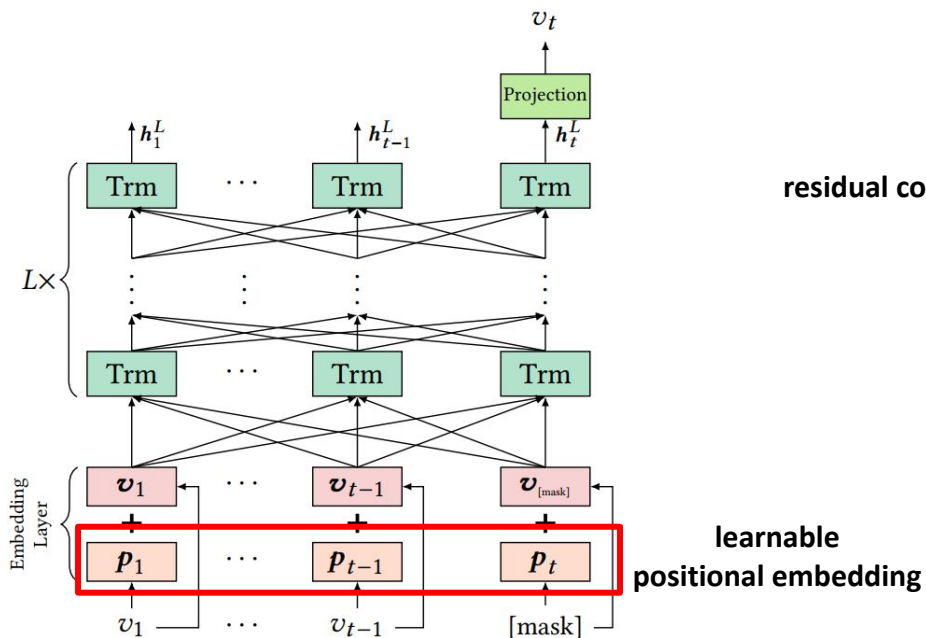 v_t
Projection
h_1^L h_{t-1}^L h_t^L
Trm ... Trm Trm
residual co
L×
Trm ... Trm Trm
Embedding
Layer
v_1 ... v_{t-1} v_{[mask]}
+ + +
p_1 ... p_{t-1} p_t
learnable
positional embedding
v_1 ... v_{t-1} [mask]